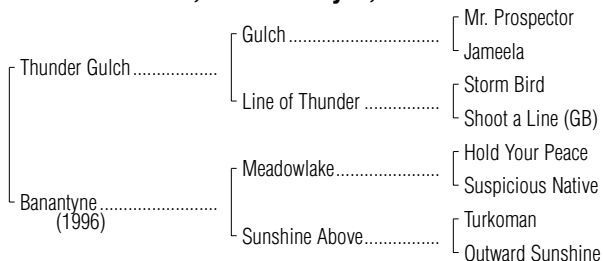 Mr. Prospector
Gulch
Jameela
Thunder Gulch
Storm Bird
Line of Thunder
Shoot a Line (GB)
Hold Your Peace
Meadowlake
Suspicious Native
Banantyne
(1996)
Turkoman
Sunshine Above
Outward Sunshine